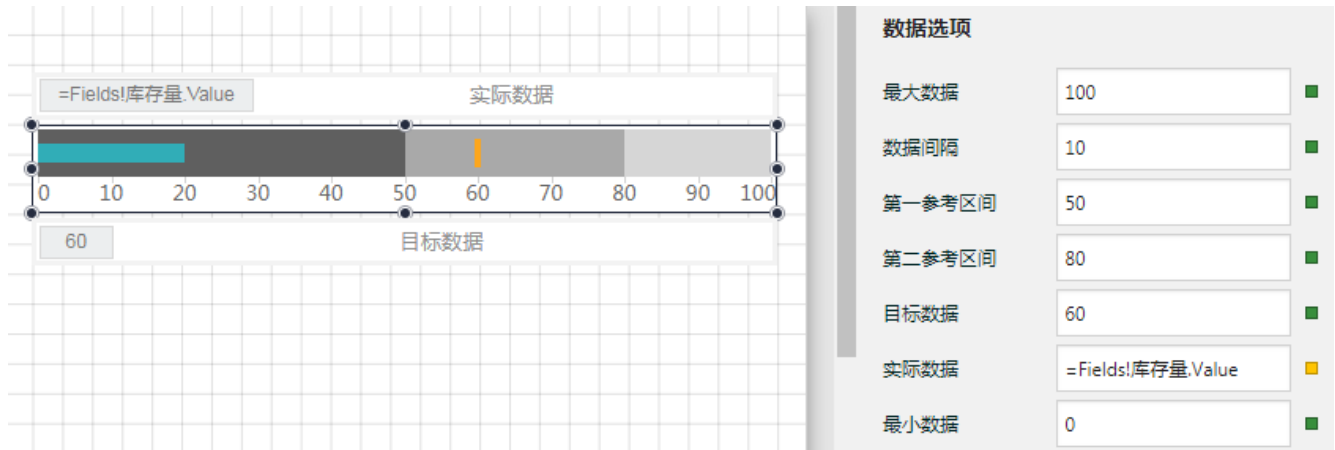 =Fields!库存量.Value 实际数据
0 10 20 30 40 50 60 70 80 90 100
60 目标数据
数据选项
最大数据 100
数据间隔 10
第一参考区间 50
第二参考区间 80
目标数据 60
实际数据 =Fields!库存量.Value
最小数据 0